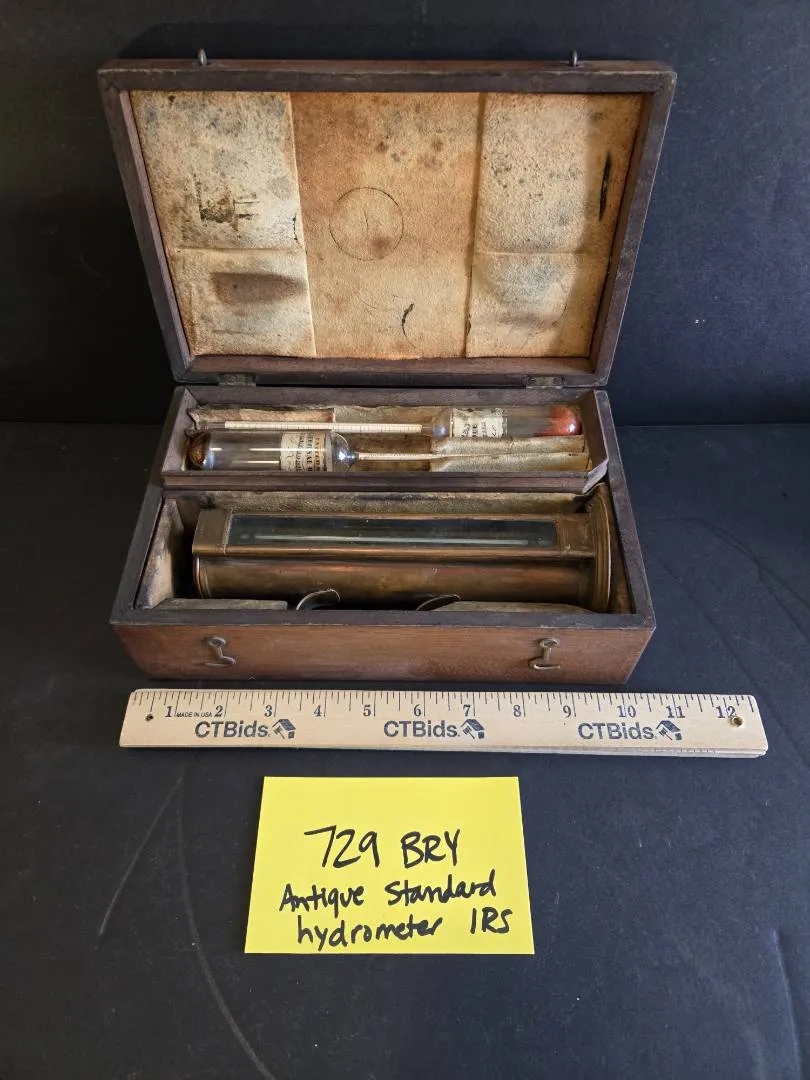 1 2 3 4 5 6 7 8 9 10 11 12
MADE IN USA
CTBids CTBids CTBids
729 BRY
Antique Standard
hydrometer IRS